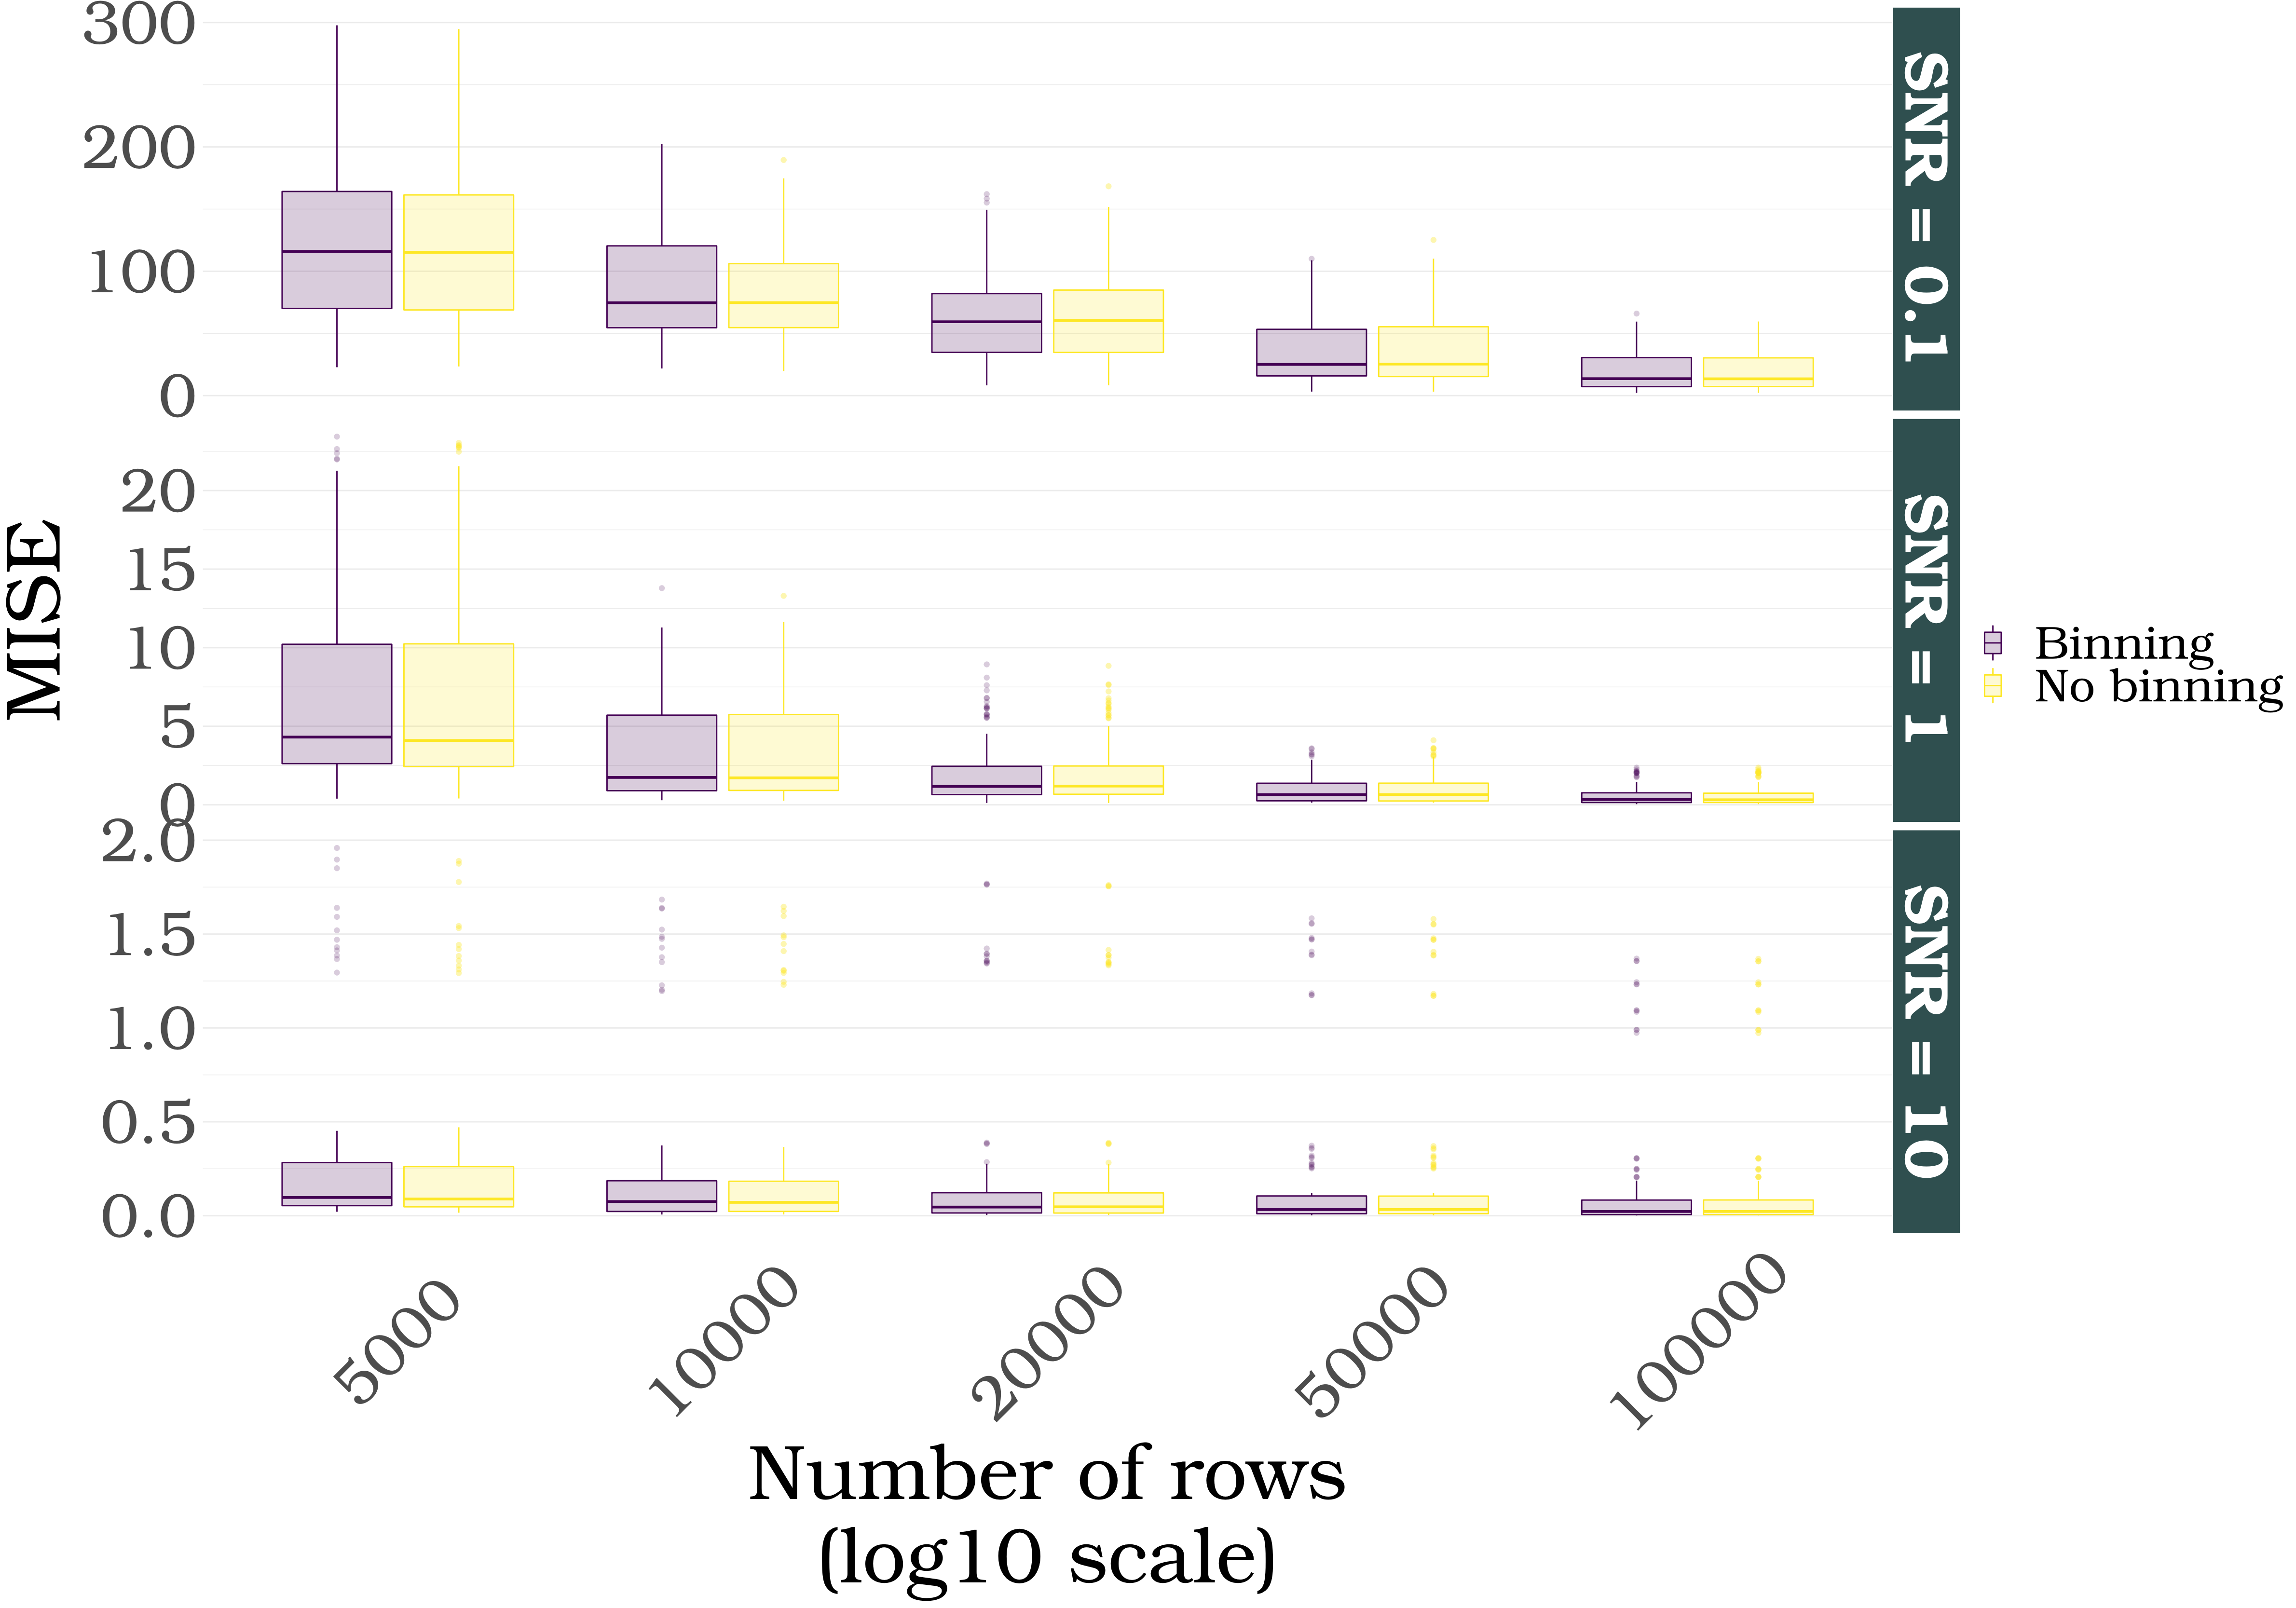 MISE
300
200
100
0
SNR = 0.1
20
15
10
5
0
SNR = 1
2.0
1.5
1.0
0.5
0.0
SNR = 10
5000
10000
20000
50000
100000
Number of rows
(log10 scale)
Binning
No binning